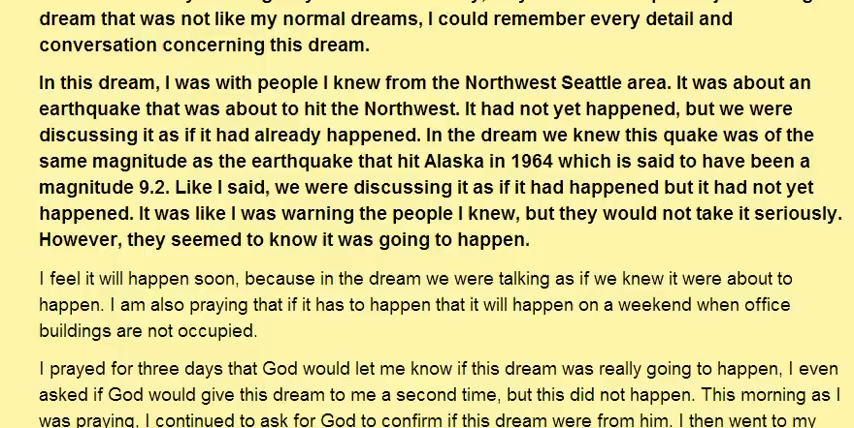 dream that was not like my normal dreams, I could remember every detail and
conversation concerning this dream.
In this dream, I was with people I knew from the Northwest Seattle area. It was about an
earthquake that was about to hit the Northwest. It had not yet happened, but we were
discussing it as if it had already happened. In the dream we knew this quake was of the
same magnitude as the earthquake that hit Alaska in 1964 which is said to have been a
magnitude 9.2. Like I said, we were discussing it as if it had happened but it had not yet
happened. It was like I was warning the people I knew, but they would not take it seriously.
However, they seemed to know it was going to happen.
I feel it will happen soon, because in the dream we were talking as if we knew it were about to
happen. I am also praying that if it has to happen that it will happen on a weekend when office
buildings are not occupied.
I prayed for three days that God would let me know if this dream was really going to happen, I even
asked if God would give this dream to me a second time, but this did not happen. This morning as I
was praying, I continued to ask for God to confirm if this dream were from him. I then went to my